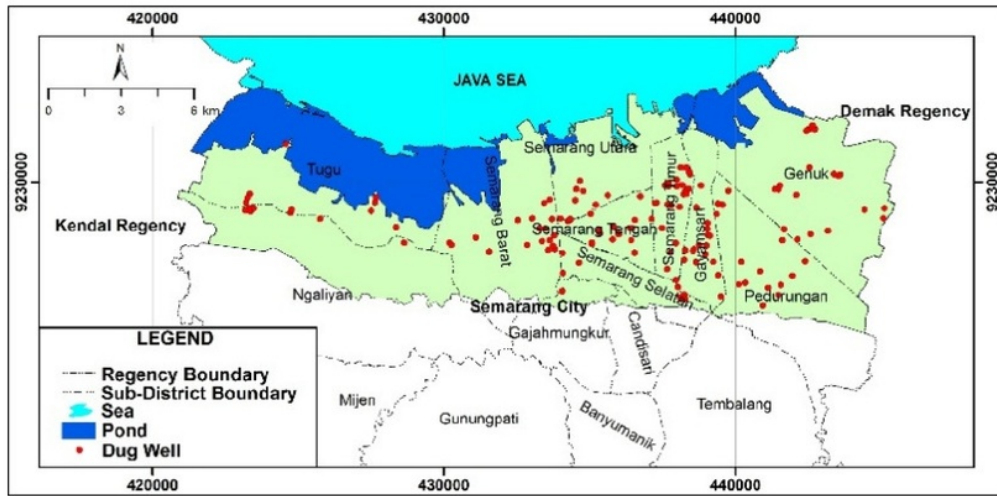 420000
430000
440000
N
0
3
6
km
JAVA SEA
Demak Regency
9230000
9230000
Tugu
Semarang Utara
Semarang Timur
Genuk
Kendal Regency
Semarang Barat
Semarang Tengah
Gayamsari
Semarang Selatan
Ngaliyan
Semarang City
Pedurungan
Gajahmungkur
Candisari
LEGEND
Regency Boundary
Sub-District Boundary
Sea
Pond
Dug Well
Mijen
Gunungpati
Banyumanik
Tembalang
420000
430000
440000